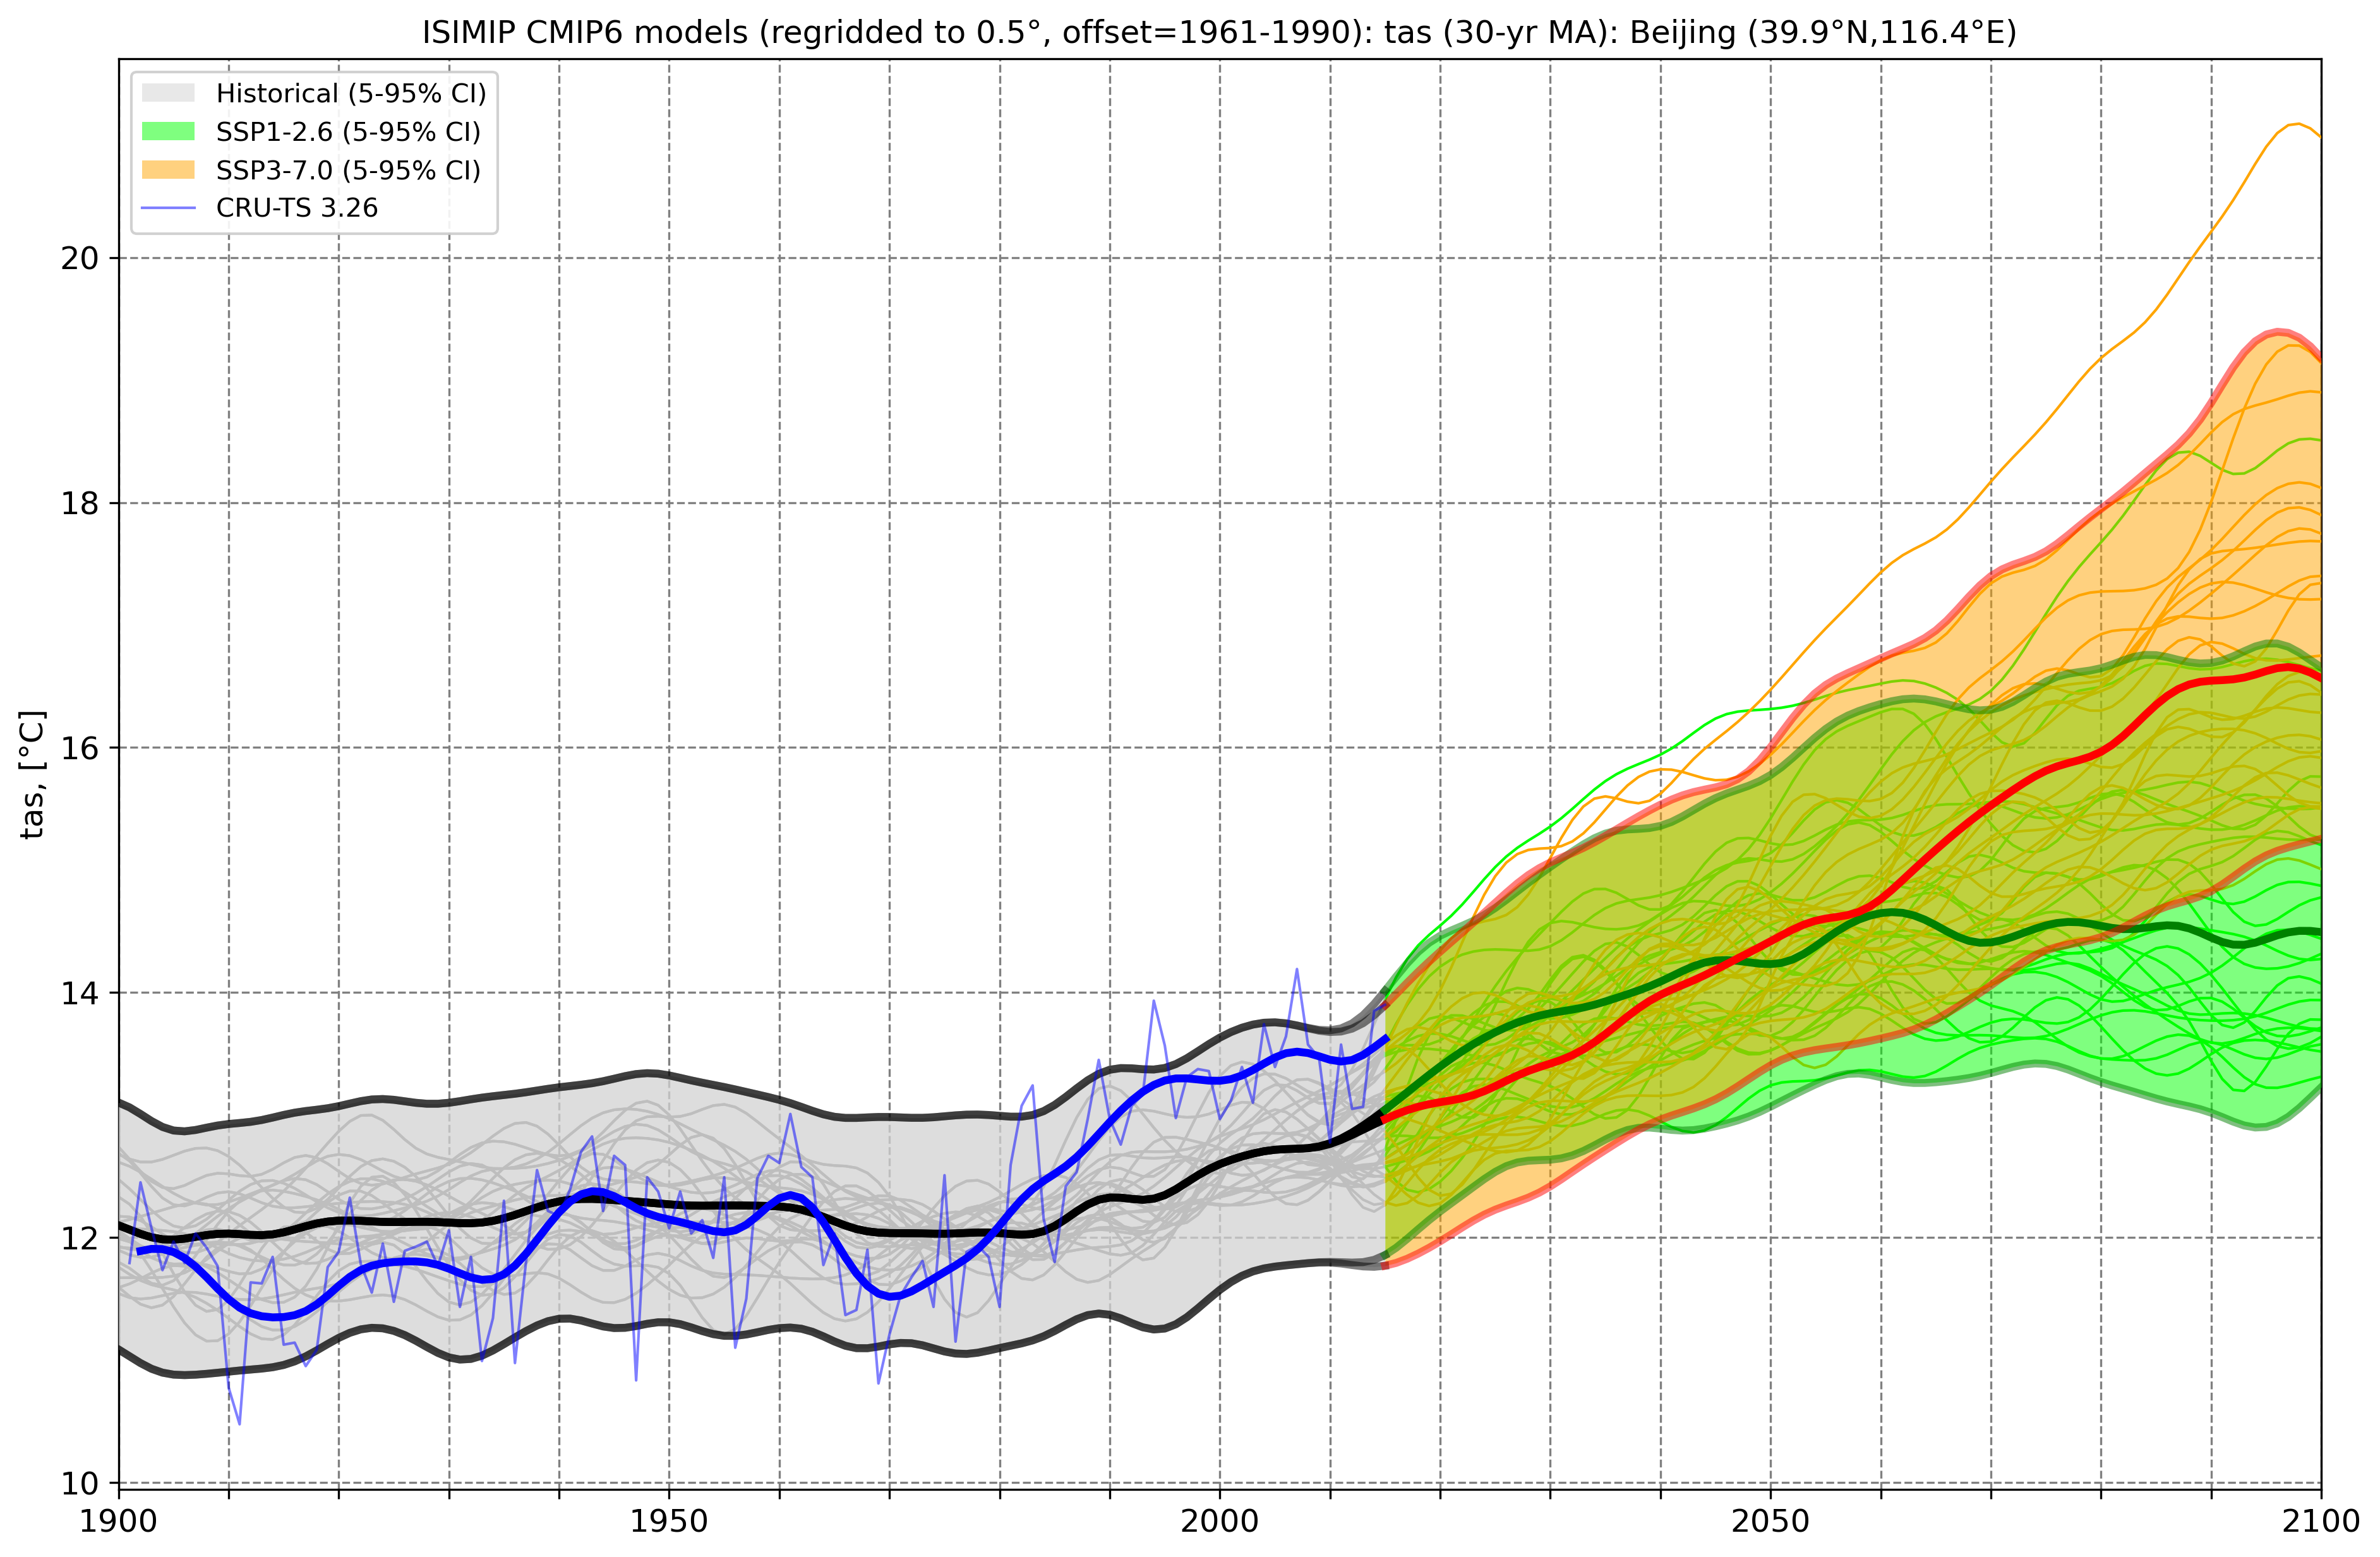 ISIMIP CMIP6 models (regridded to 0.5°, offset=1961-1990): tas (30-yr MA): Beijing (39.9°N,116.4°E)
Historical (5-95% CI)
SSP1-2.6 (5-95% CI)
SSP3-7.0 (5-95% CI)
CRU-TS 3.26
tas, [°C]
20
18
16
14
12
10
1900
1950
2000
2050
2100